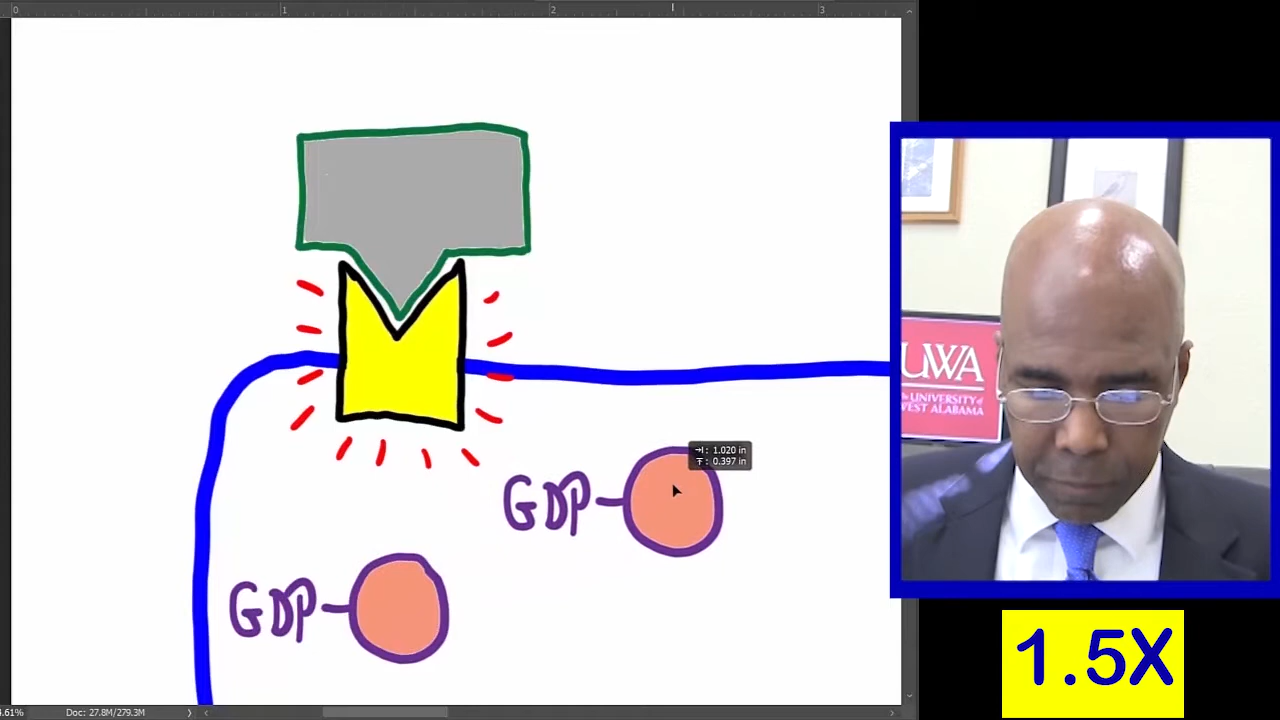 0 1 2 3
→|: 1.020 in
: 0.397 in
GDP
GDP
UWA
UNIVERSITY of
WEST ALABAMA
1.5X
Doc: 27.8M/279.3M